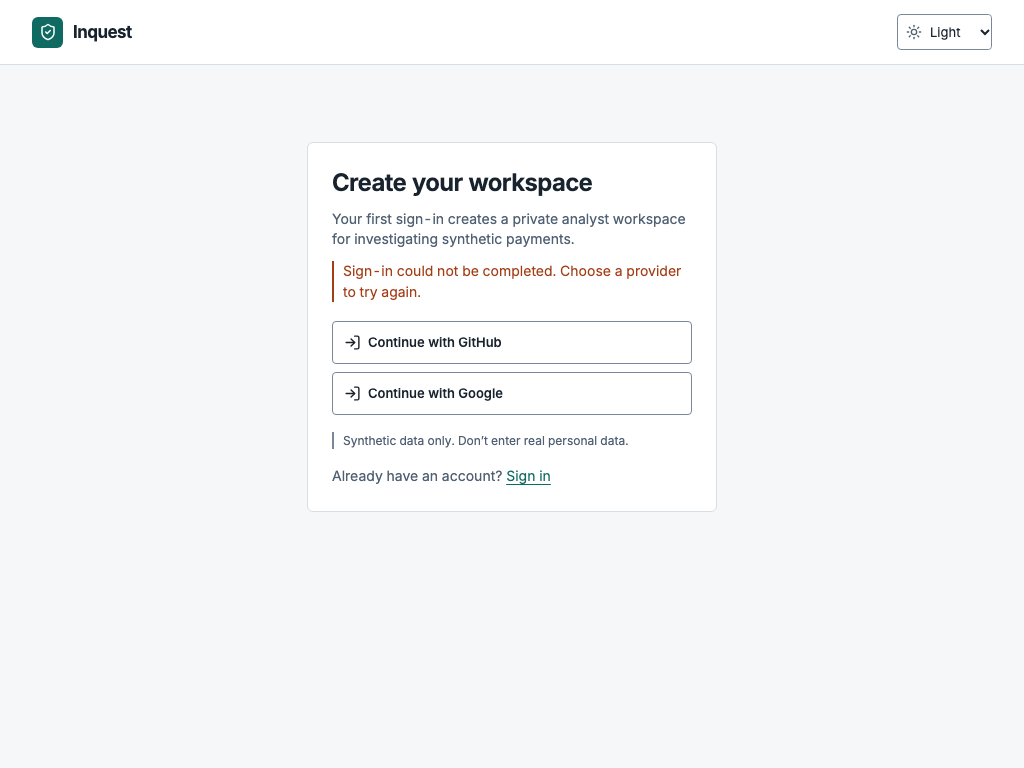 Inquest
Light
Create your workspace
Your first sign-in creates a private analyst workspace
for investigating synthetic payments.
Sign-in could not be completed. Choose a provider
to try again.
Continue with GitHub
Continue with Google
Synthetic data only. Don’t enter real personal data.
Already have an account? Sign in